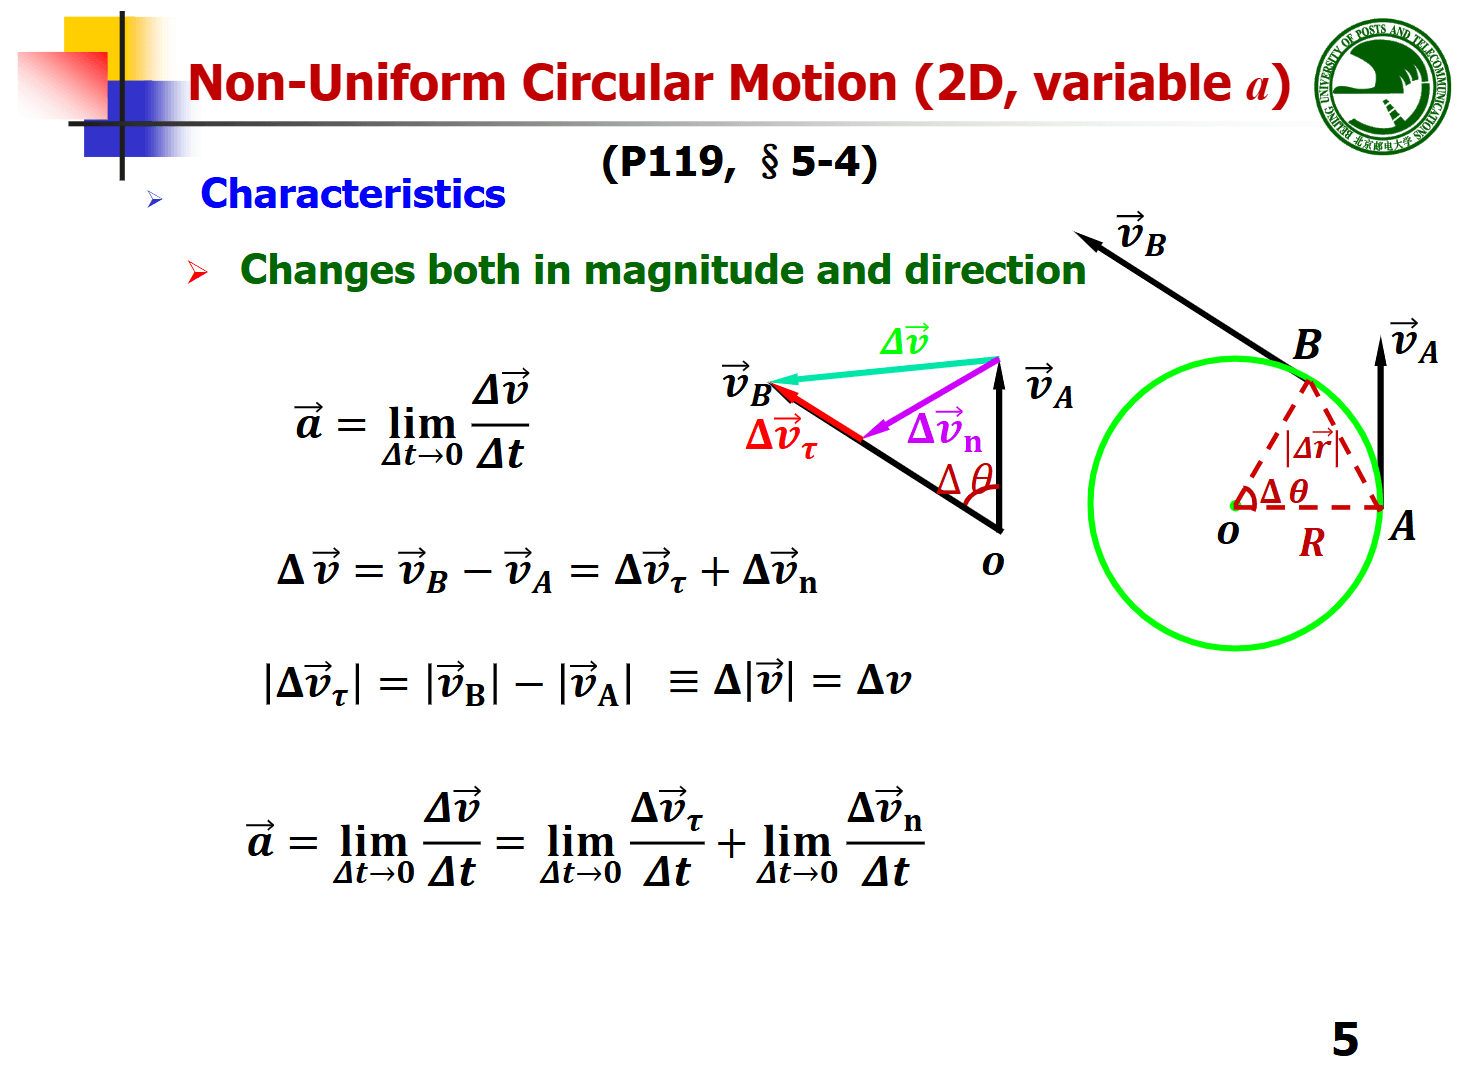 Non-Uniform Circular Motion (2D, variable a)
(P119, §5-4)
BEIJING UNIVERSITY OF POSTS AND TELECOMMUNICATIONS
北京邮电大学
Characteristics
Changes both in magnitude and direction
$\vec{a} = \lim_{\Delta t \to 0} \frac{\Delta \vec{v}}{\Delta t}$
$\Delta \vec{v} = \vec{v}_B - \vec{v}_A = \Delta \vec{v}_\tau + \Delta \vec{v}_n$
$|\Delta \vec{v}_\tau| = |\vec{v}_B| - |\vec{v}_A| \equiv \Delta |\vec{v}| = \Delta v$
$\vec{a} = \lim_{\Delta t \to 0} \frac{\Delta \vec{v}}{\Delta t} = \lim_{\Delta t \to 0} \frac{\Delta \vec{v}_\tau}{\Delta t} + \lim_{\Delta t \to 0} \frac{\Delta \vec{v}_n}{\Delta t}$
$\Delta \vec{v}$
$\vec{v}_B$
$\vec{v}_A$
$\Delta \vec{v}_\tau$
$\Delta \vec{v}_n$
Δ θ
o
$\vec{v}_B$
B
$\vec{v}_A$
$|\Delta \vec{r}|$
Δ θ
o
R
A
5